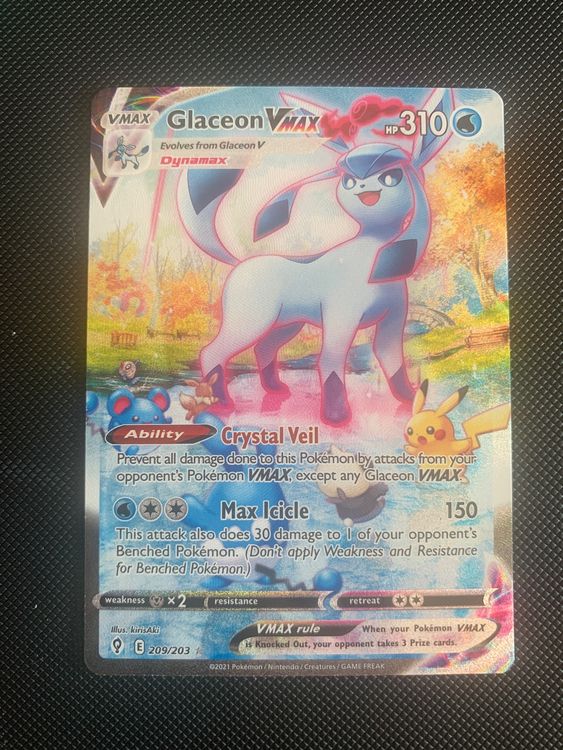 VMAX Glaceon VMAX HP 310
Evolves from Glaceon V
Dynamax
Ability Crystal Veil
Prevent all damage done to this Pokémon by attacks from your
opponent's Pokémon VMAX, except any Glaceon VMAX.
Max Icicle 150
This attack also does 30 damage to 1 of your opponent's
Benched Pokémon. (Don't apply Weakness and Resistance
for Benched Pokémon.)
weakness ×2 resistance retreat
Illus. kirisAki
VMAX rule When your Pokémon VMAX
is Knocked Out, your opponent takes 3 Prize cards.
E 209/203
©2021 Pokémon / Nintendo / Creatures / GAME FREAK